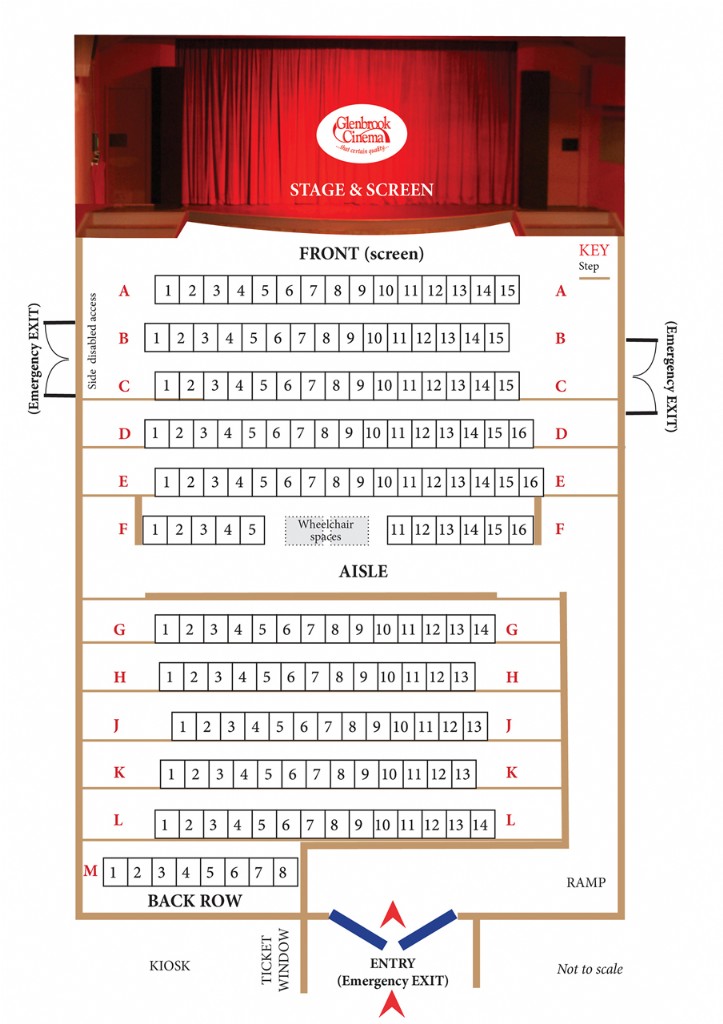 Glenbrook
Cinema
...that certain quality...
STAGE & SCREEN
FRONT (screen)
KEY
Step
A 1 2 3 4 5 6 7 8 9 10 11 12 13 14 15 A
B 1 2 3 4 5 6 7 8 9 10 11 12 13 14 15 B
C 1 2 3 4 5 6 7 8 9 10 11 12 13 14 15 C
Side disabled access
(Emergency EXIT)
(Emergency EXIT)
D 1 2 3 4 5 6 7 8 9 10 11 12 13 14 15 16 D
E 1 2 3 4 5 6 7 8 9 10 11 12 13 14 15 16 E
F 1 2 3 4 5 Wheelchair spaces 11 12 13 14 15 16 F
AISLE
G 1 2 3 4 5 6 7 8 9 10 11 12 13 14 G
H 1 2 3 4 5 6 7 8 9 10 11 12 13 H
J 1 2 3 4 5 6 7 8 9 10 11 12 13 J
K 1 2 3 4 5 6 7 8 9 10 11 12 13 K
L 1 2 3 4 5 6 7 8 9 10 11 12 13 14 L
M 1 2 3 4 5 6 7 8
RAMP
BACK ROW
KIOSK
TICKET
WINDOW
ENTRY
(Emergency EXIT)
Not to scale